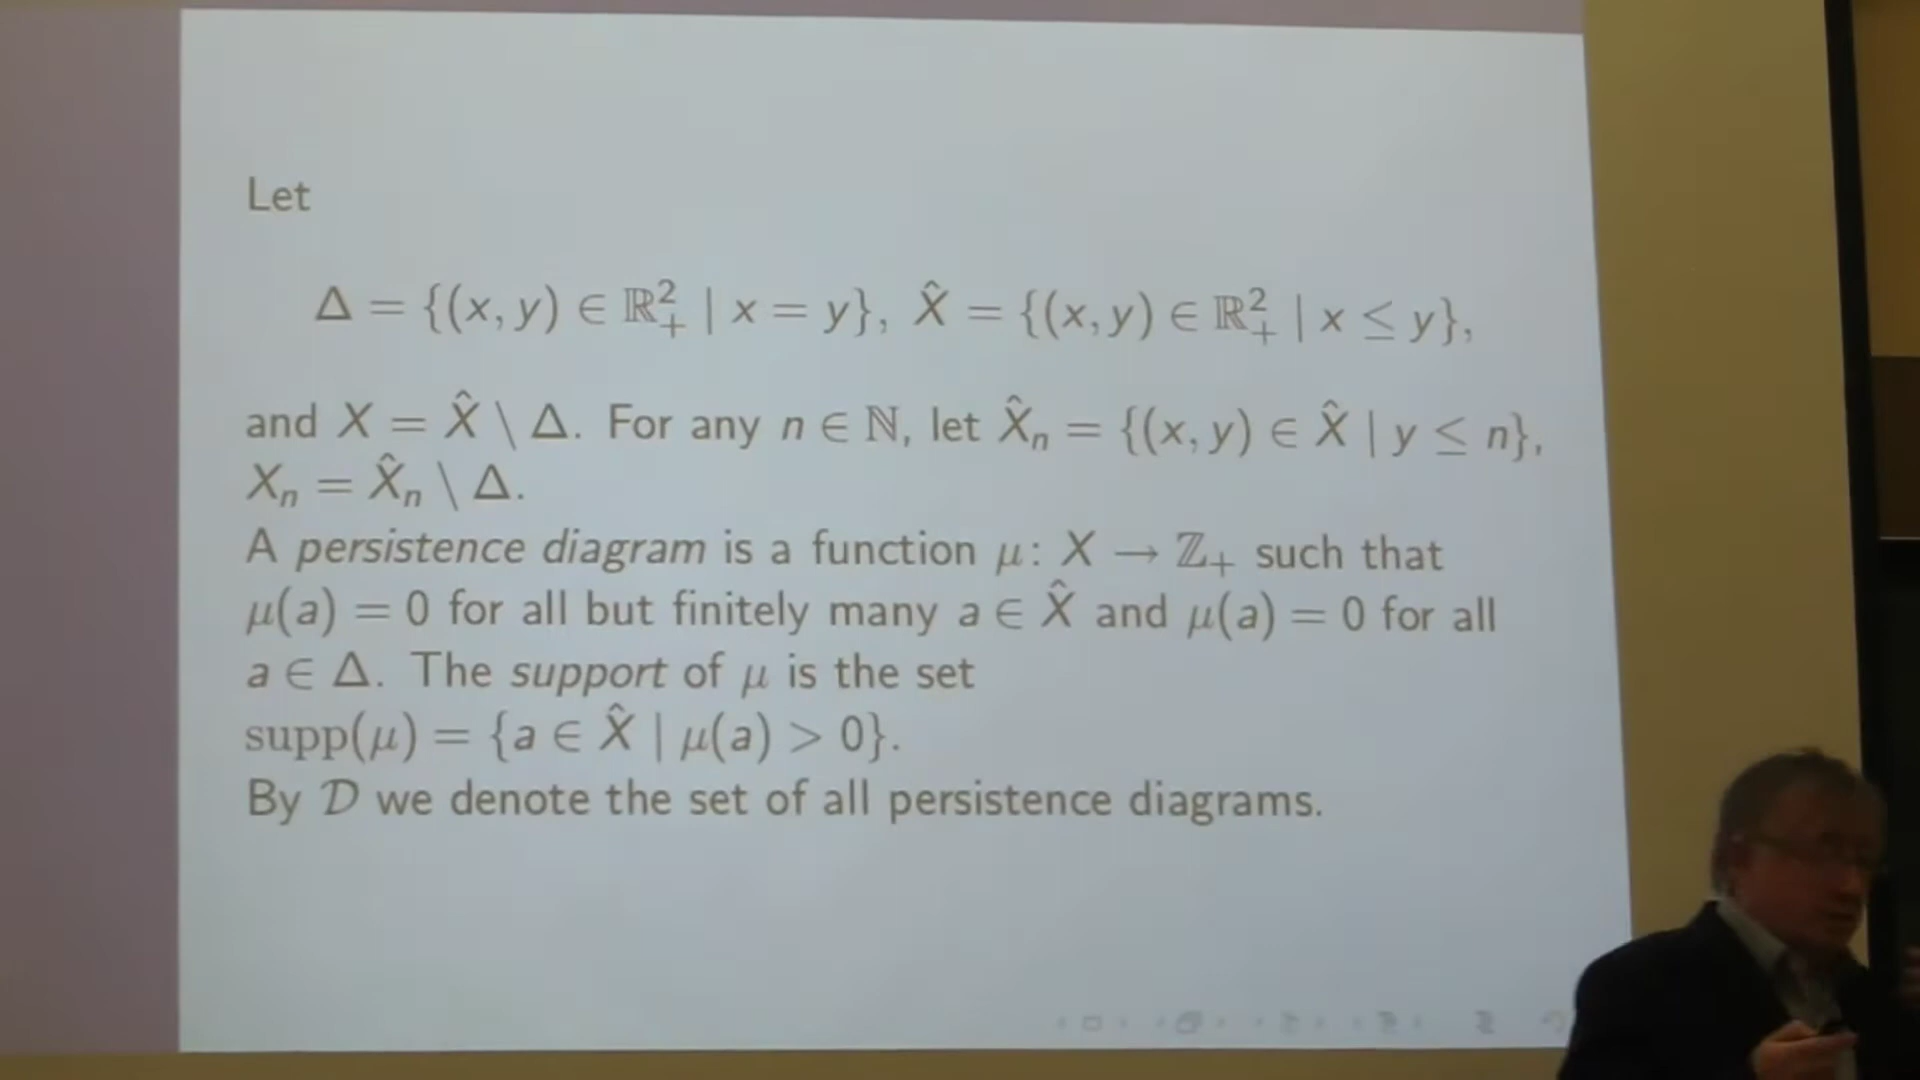 Let
Δ = {(x, y) ∈ ℝ²₊ | x = y}, X̂ = {(x, y) ∈ ℝ²₊ | x ≤ y},
and X = X̂ \ Δ. For any n ∈ ℕ, let X̂ₙ = {(x, y) ∈ X̂ | y ≤ n},
Xₙ = X̂ₙ \ Δ.
A persistence diagram is a function μ: X → ℤ₊ such that
μ(a) = 0 for all but finitely many a ∈ X̂ and μ(a) = 0 for all
a ∈ Δ. The support of μ is the set
supp(μ) = {a ∈ X̂ | μ(a) > 0}.
By 𝒟 we denote the set of all persistence diagrams.